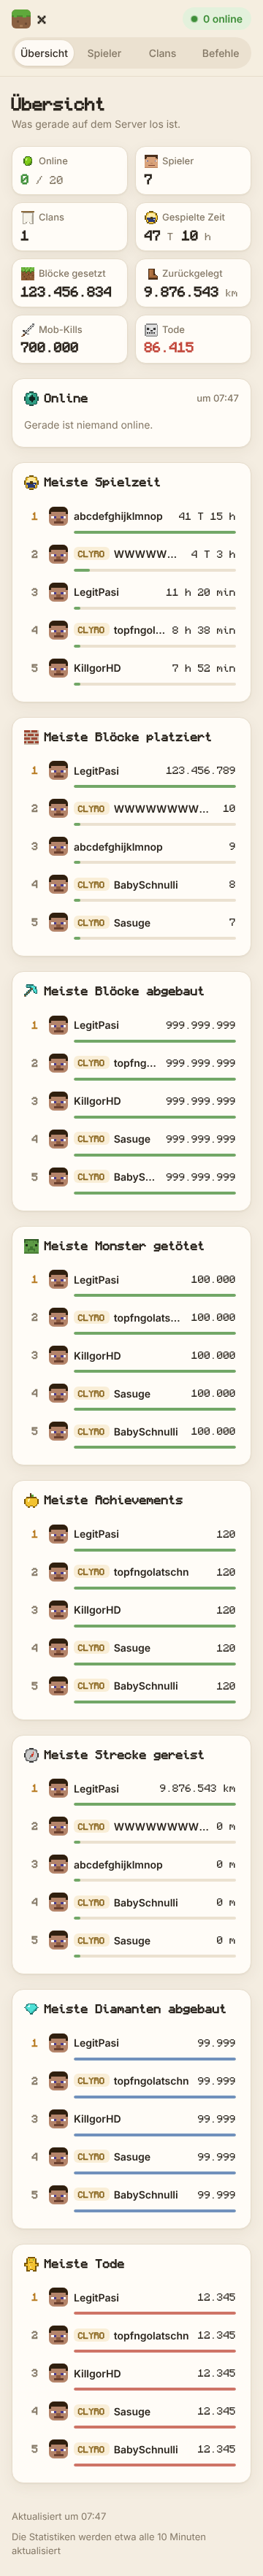 x
0 online
Übersicht Spieler Clans Befehle
Übersicht
Was gerade auf dem Server los ist.
Online
0 / 20
Spieler
7
Clans
1
Gespielte Zeit
47 T 10 h
Blöcke gesetzt
123.456.834
Zurückgelegt
9.876.543 km
Mob-Kills
700.000
Tode
86.415
Online um 07:47
Gerade ist niemand online.
Meiste Spielzeit
1 abcdefghijklmnop 41 T 15 h
2 CLYMO WWWWW... 4 T 3 h
3 LegitPasi 11 h 20 min
4 CLYMO topfngol... 8 h 38 min
5 KillgorHD 7 h 52 min
Meiste Blöcke platziert
1 LegitPasi 123.456.789
2 CLYMO WWWWWWWW... 10
3 abcdefghijklmnop 9
4 CLYMO BabySchnulli 8
5 CLYMO Sasuge 7
Meiste Blöcke abgebaut
1 LegitPasi 999.999.999
2 CLYMO topfng... 999.999.999
3 KillgorHD 999.999.999
4 CLYMO Sasuge 999.999.999
5 CLYMO BabyS... 999.999.999
Meiste Monster getötet
1 LegitPasi 100.000
2 CLYMO topfngolats... 100.000
3 KillgorHD 100.000
4 CLYMO Sasuge 100.000
5 CLYMO BabySchnulli 100.000
Meiste Achievements
1 LegitPasi 120
2 CLYMO topfngolatschn 120
3 KillgorHD 120
4 CLYMO Sasuge 120
5 CLYMO BabySchnulli 120
Meiste Strecke gereist
1 LegitPasi 9.876.543 km
2 CLYMO WWWWWWWW... 0 m
3 abcdefghijklmnop 0 m
4 CLYMO BabySchnulli 0 m
5 CLYMO Sasuge 0 m
Meiste Diamanten abgebaut
1 LegitPasi 99.999
2 CLYMO topfngolatschn 99.999
3 KillgorHD 99.999
4 CLYMO Sasuge 99.999
5 CLYMO BabySchnulli 99.999
Meiste Tode
1 LegitPasi 12.345
2 CLYMO topfngolatschn 12.345
3 KillgorHD 12.345
4 CLYMO Sasuge 12.345
5 CLYMO BabySchnulli 12.345
Aktualisiert um 07:47
Die Statistiken werden etwa alle 10 Minuten
aktualisiert